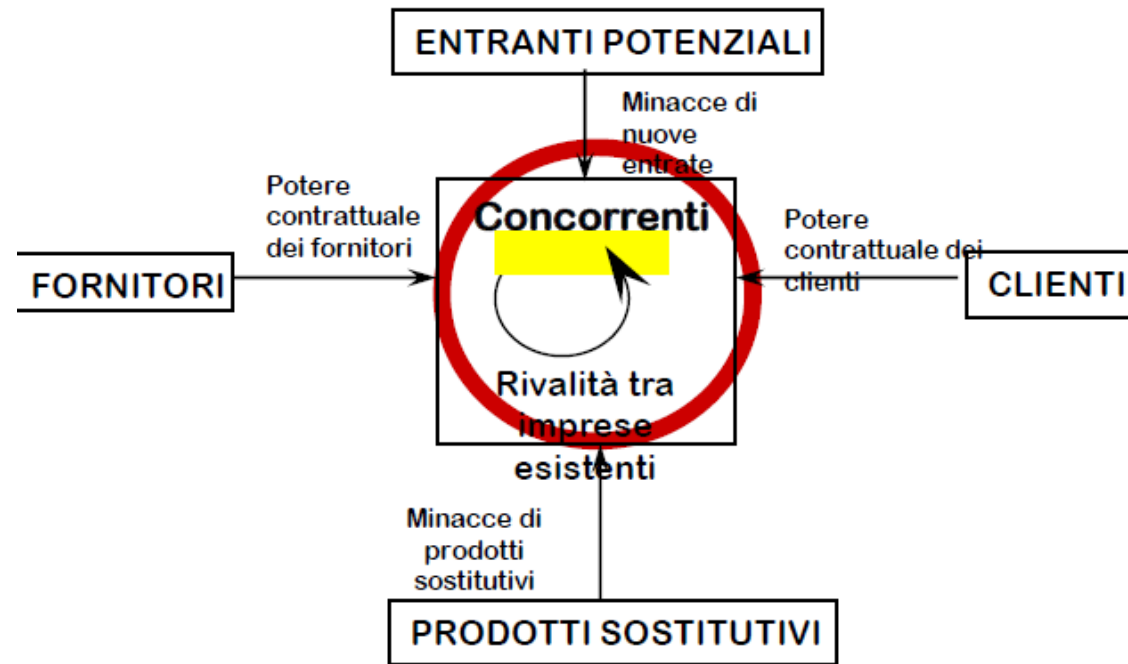 ENTRANTI POTENZIALI
Minacce di
nuove
entrate
Potere
contrattuale
dei fornitori
FORNITORI
Concorrenti
Rivalità tra
imprese
esistenti
Potere
contrattuale dei
clienti
CLIENTI
Minacce di
prodotti
sostitutivi
PRODOTTI SOSTITUTIVI